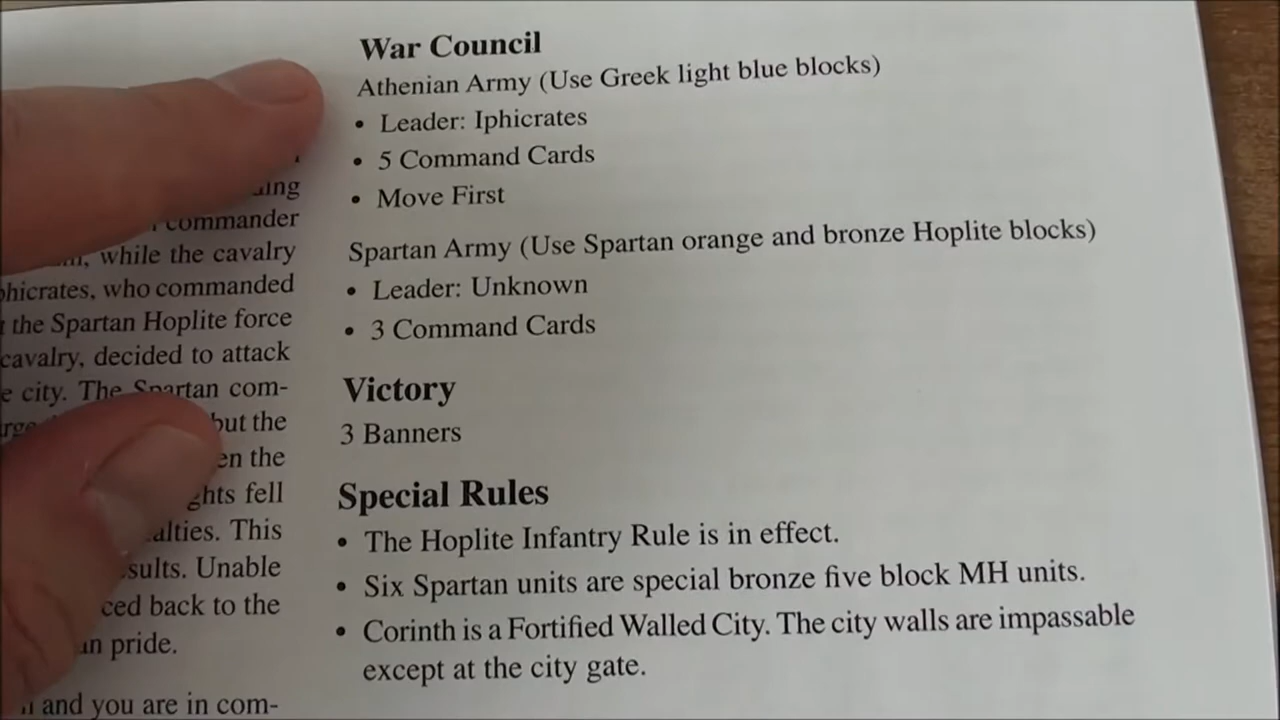 uing
commander
while the cavalry
phicrates, who commanded
the Spartan Hoplite force
cavalry, decided to attack
e city. The Spartan com-
but the
en the
ghts fell
alties. This
sults. Unable
ced back to the
an pride.
and you are in com-
War Council
Athenian Army (Use Greek light blue blocks)
• Leader: Iphicrates
• 5 Command Cards
• Move First
Spartan Army (Use Spartan orange and bronze Hoplite blocks)
• Leader: Unknown
• 3 Command Cards
Victory
3 Banners
Special Rules
• The Hoplite Infantry Rule is in effect.
• Six Spartan units are special bronze five block MH units.
• Corinth is a Fortified Walled City. The city walls are impassable
except at the city gate.